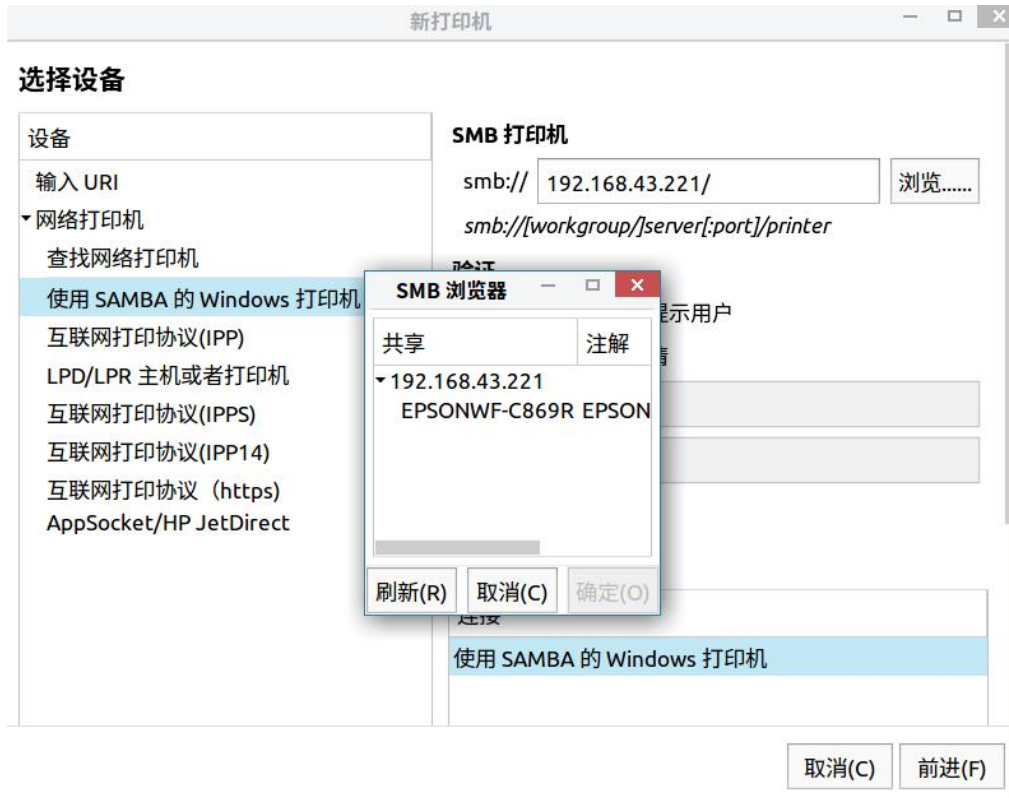 新打印机
选择设备
设备
输入 URI
网络打印机
查找网络打印机
使用 SAMBA 的 Windows 打印机
互联网打印协议(IPP)
LPD/LPR 主机或者打印机
互联网打印协议(IPPS)
互联网打印协议(IPP14)
互联网打印协议（https)
AppSocket/HP JetDirect
SMB 打印机
smb://
192.168.43.221/
浏览......
smb://[workgroup/]server[:port]/printer
验证
示用户
SMB 浏览器
共享
注解
192.168.43.221
EPSONWF-C869R EPSON
刷新(R)
取消(C)
确定(O)
连接
使用 SAMBA 的 Windows 打印机
取消(C)
前进(F)